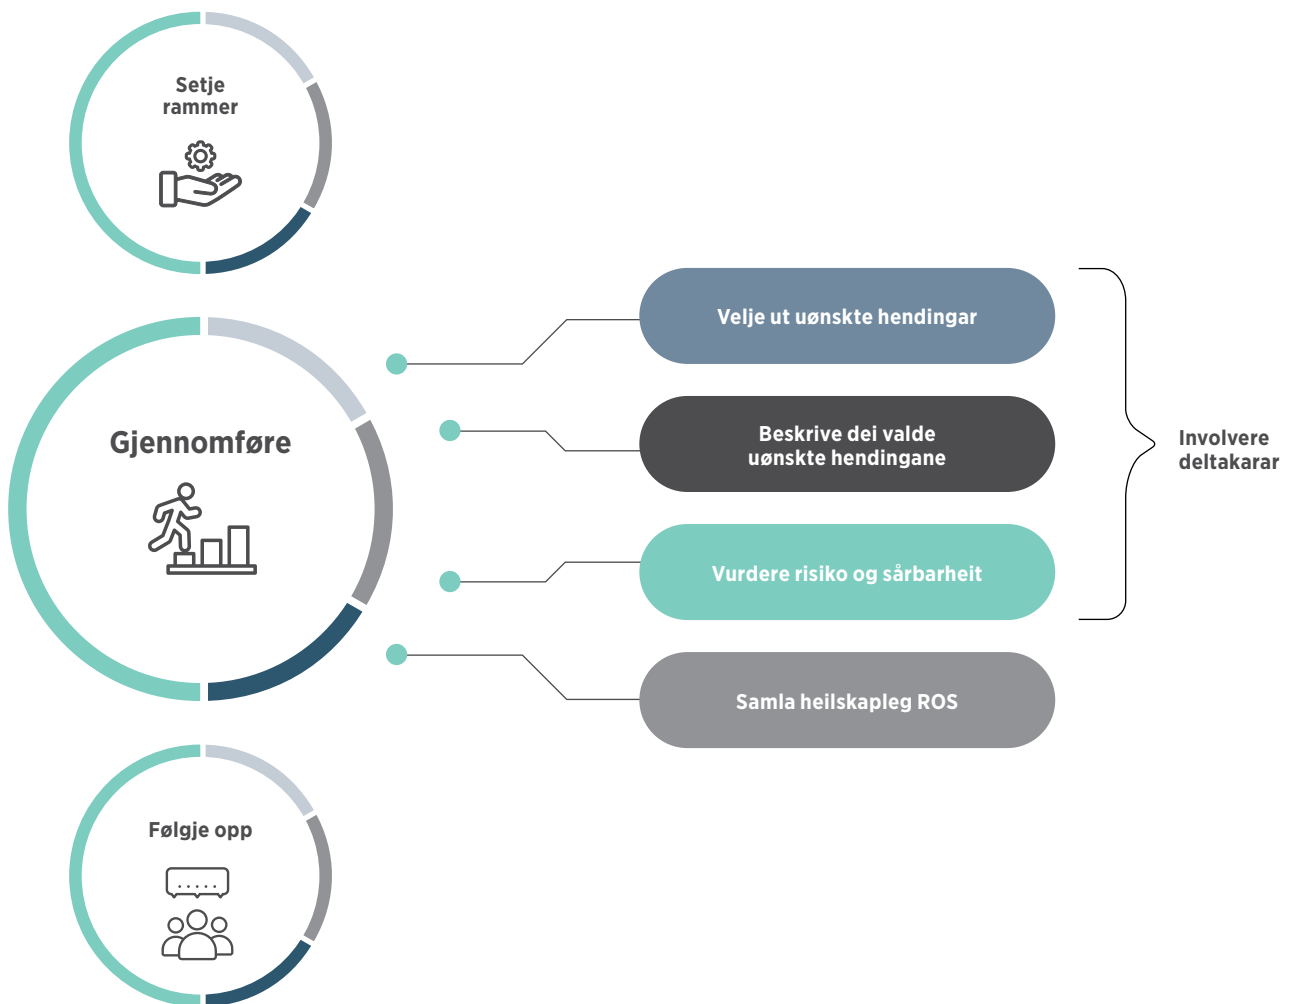 Setje
rammer
Gjennomføre
Velje ut uønskte hendingar
Beskrive dei valde
uønskte hendingane
Vurdere risiko og sårbarheit
Samla heilskapleg ROS
Involvere
deltakarar
Følgje opp